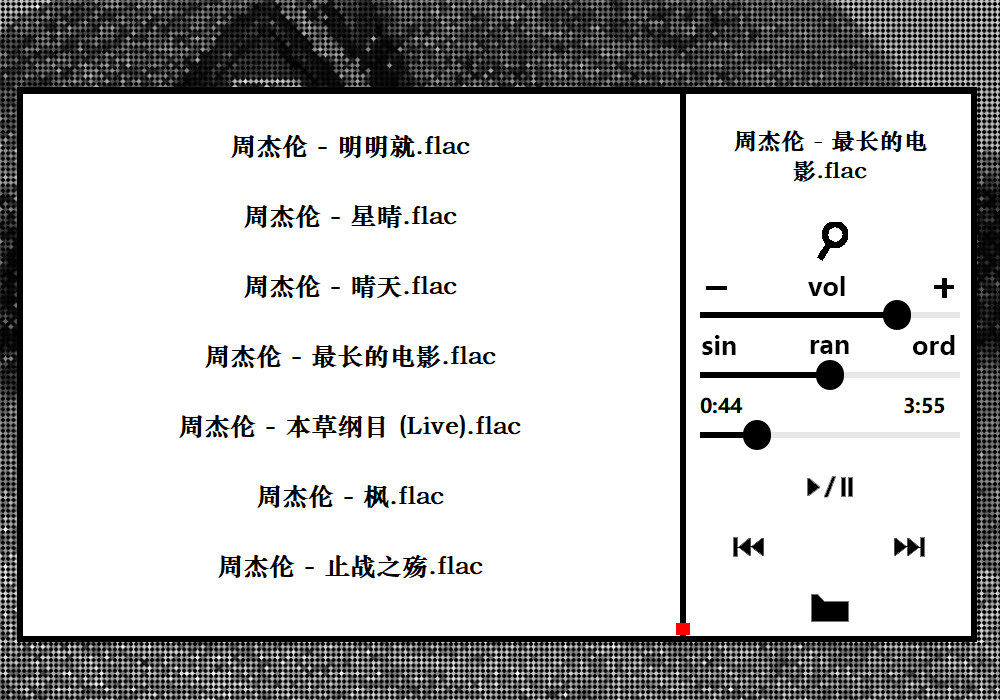 周杰伦 - 明明就.flac
周杰伦 - 星晴.flac
周杰伦 - 晴天.flac
周杰伦 - 最长的电影.flac
周杰伦 - 本草纲目 (Live).flac
周杰伦 - 枫.flac
周杰伦 - 止战之殇.flac
周杰伦 - 最长的电
影.flac
vol
sin ran ord
0:44 3:55